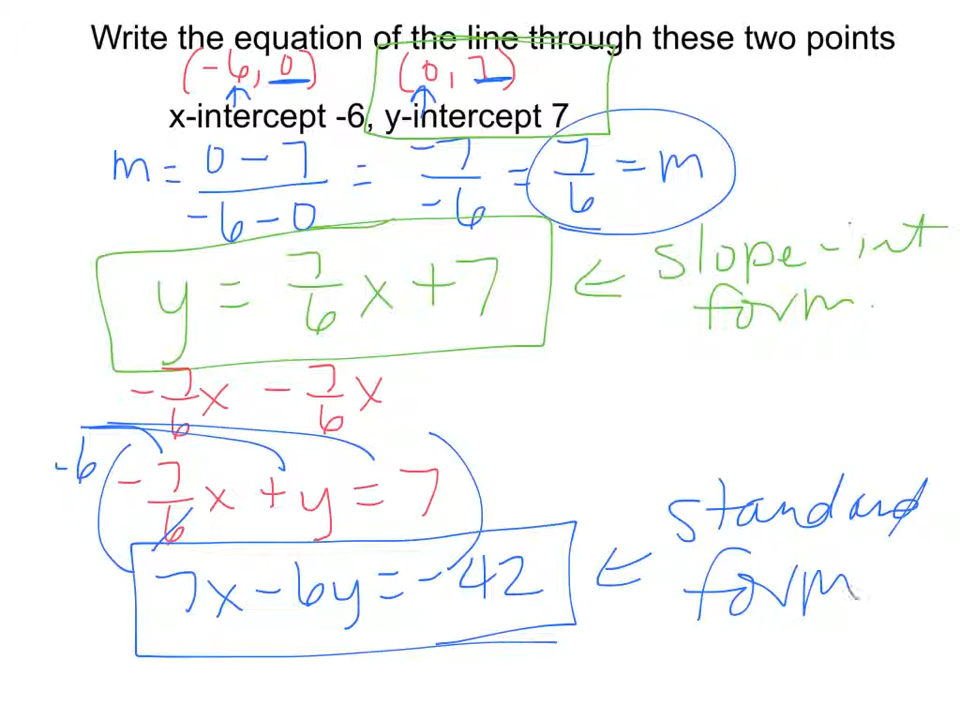 Write the equation of the line through these two points
(-6, 0) (0, 7)
x-intercept -6, y-intercept 7
m = 0 - 7 / -6 - 0 = -7 / -6 = 7/6 = m
y = 7/6 x + 7 ← slope-int form.
-7/6 x - 7/6 x
-6 (-7/6 x + y = 7)
7x - 6y = -42 ← standard form